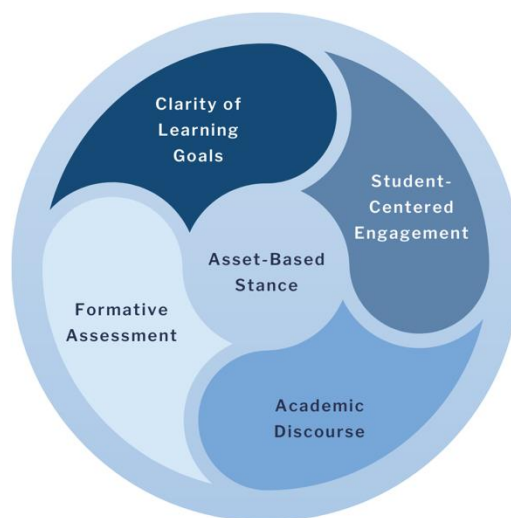 Clarity of
Learning
Goals
Student-
Centered
Engagement
Asset-Based
Stance
Formative
Assessment
Academic
Discourse